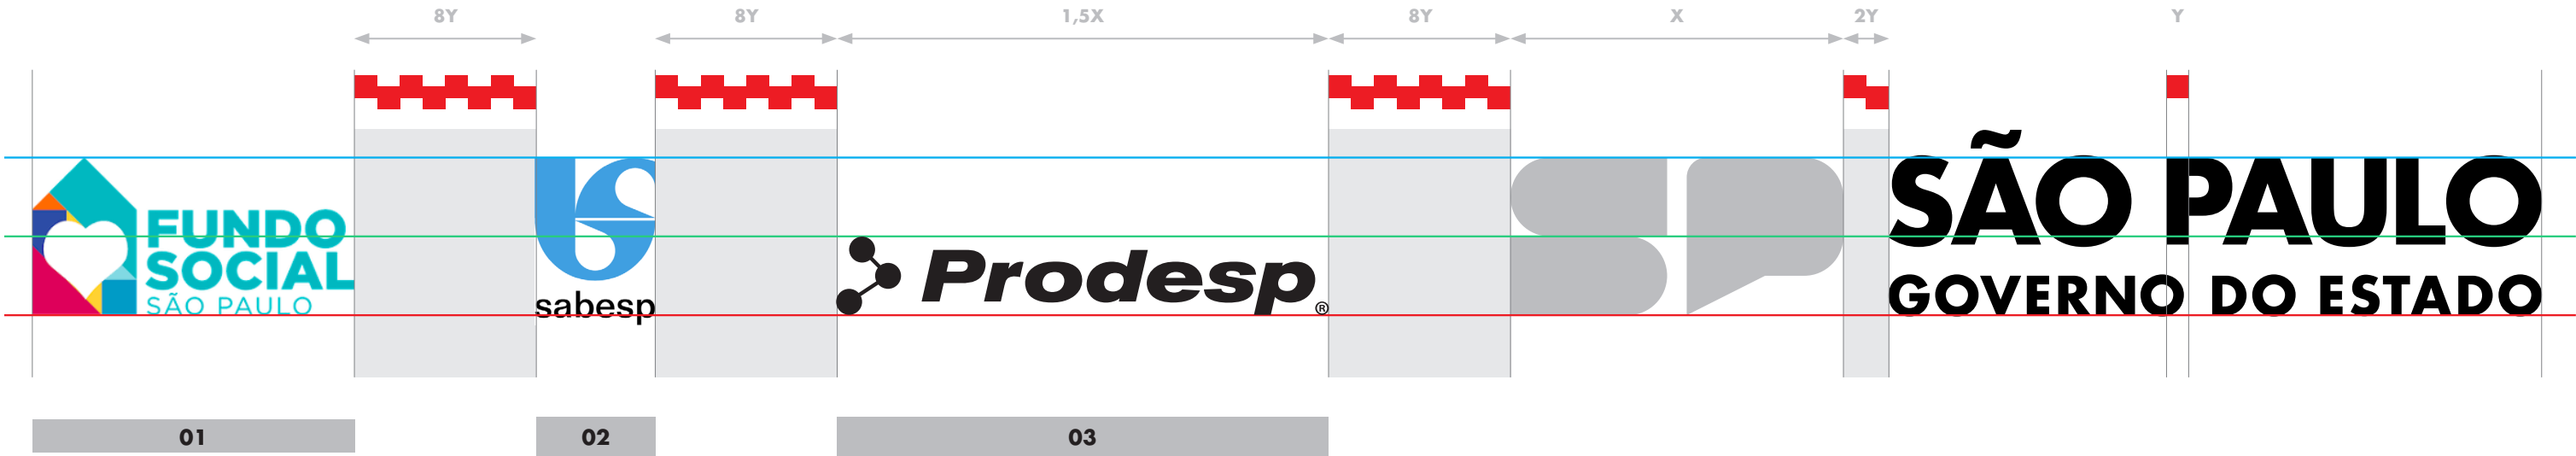 8Y 8Y 1,5X 8Y X 2Y Y
FUNDO
SOCIAL
SÃO PAULO
sabesp
Prodesp®
SP
SÃO PAULO
GOVERNO DO ESTADO
01 02 03